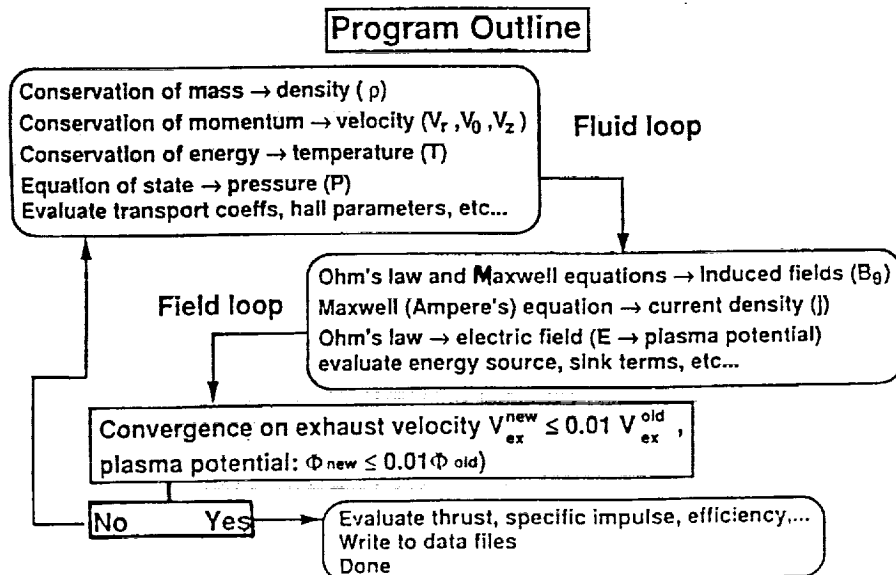 Program Outline
Conservation of mass → density ( ρ)
Conservation of momentum → velocity (V_r ,V_0 ,V_z )
Conservation of energy → temperature (T)
Equation of state → pressure (P)
Evaluate transport coeffs, hall parameters, etc...
Fluid loop
Ohm's law and Maxwell equations → Induced fields (B_θ)
Maxwell (Ampere's) equation → current density (j)
Ohm's law → electric field (E → plasma potential)
evaluate energy source, sink terms, etc...
Field loop
Convergence on exhaust velocity V_ex^new ≤ 0.01 V_ex^old ,
plasma potential: Φ new ≤ 0.01Φ old)
No Yes
Evaluate thrust, specific impulse, efficiency,...
Write to data files
Done